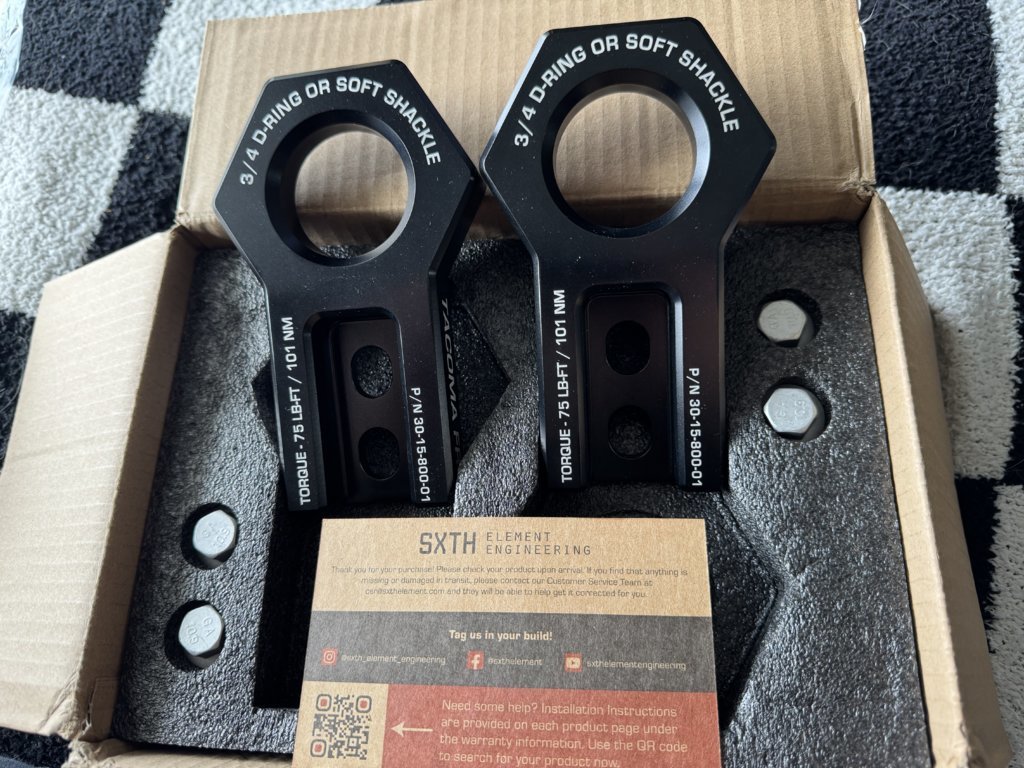 3/4 D-RING OR SOFT SHACKLE
TORQUE - 75 LB-FT / 101 NM
P/N 30-15-800-01
TACOMA
3/4 D-RING OR SOFT SHACKLE
TORQUE - 75 LB-FT / 101 NM
P/N 30-15-800-01
GA
10.9
SXTH ELEMENT
ENGINEERING
Thank you for your purchase! Please check your product upon arrival. If you find that anything is
missing or damaged in transit, please contact our Customer Service Team at
csr@sxthelement.com and they will be able to help get it corrected for you.
Tag us in your build!
@sxth_element_engineering
@sxthelement
sxthelementengineering
Need some help? Installation Instructions
are provided on each product page under
the warranty information. Use the QR code
to search for your product now.